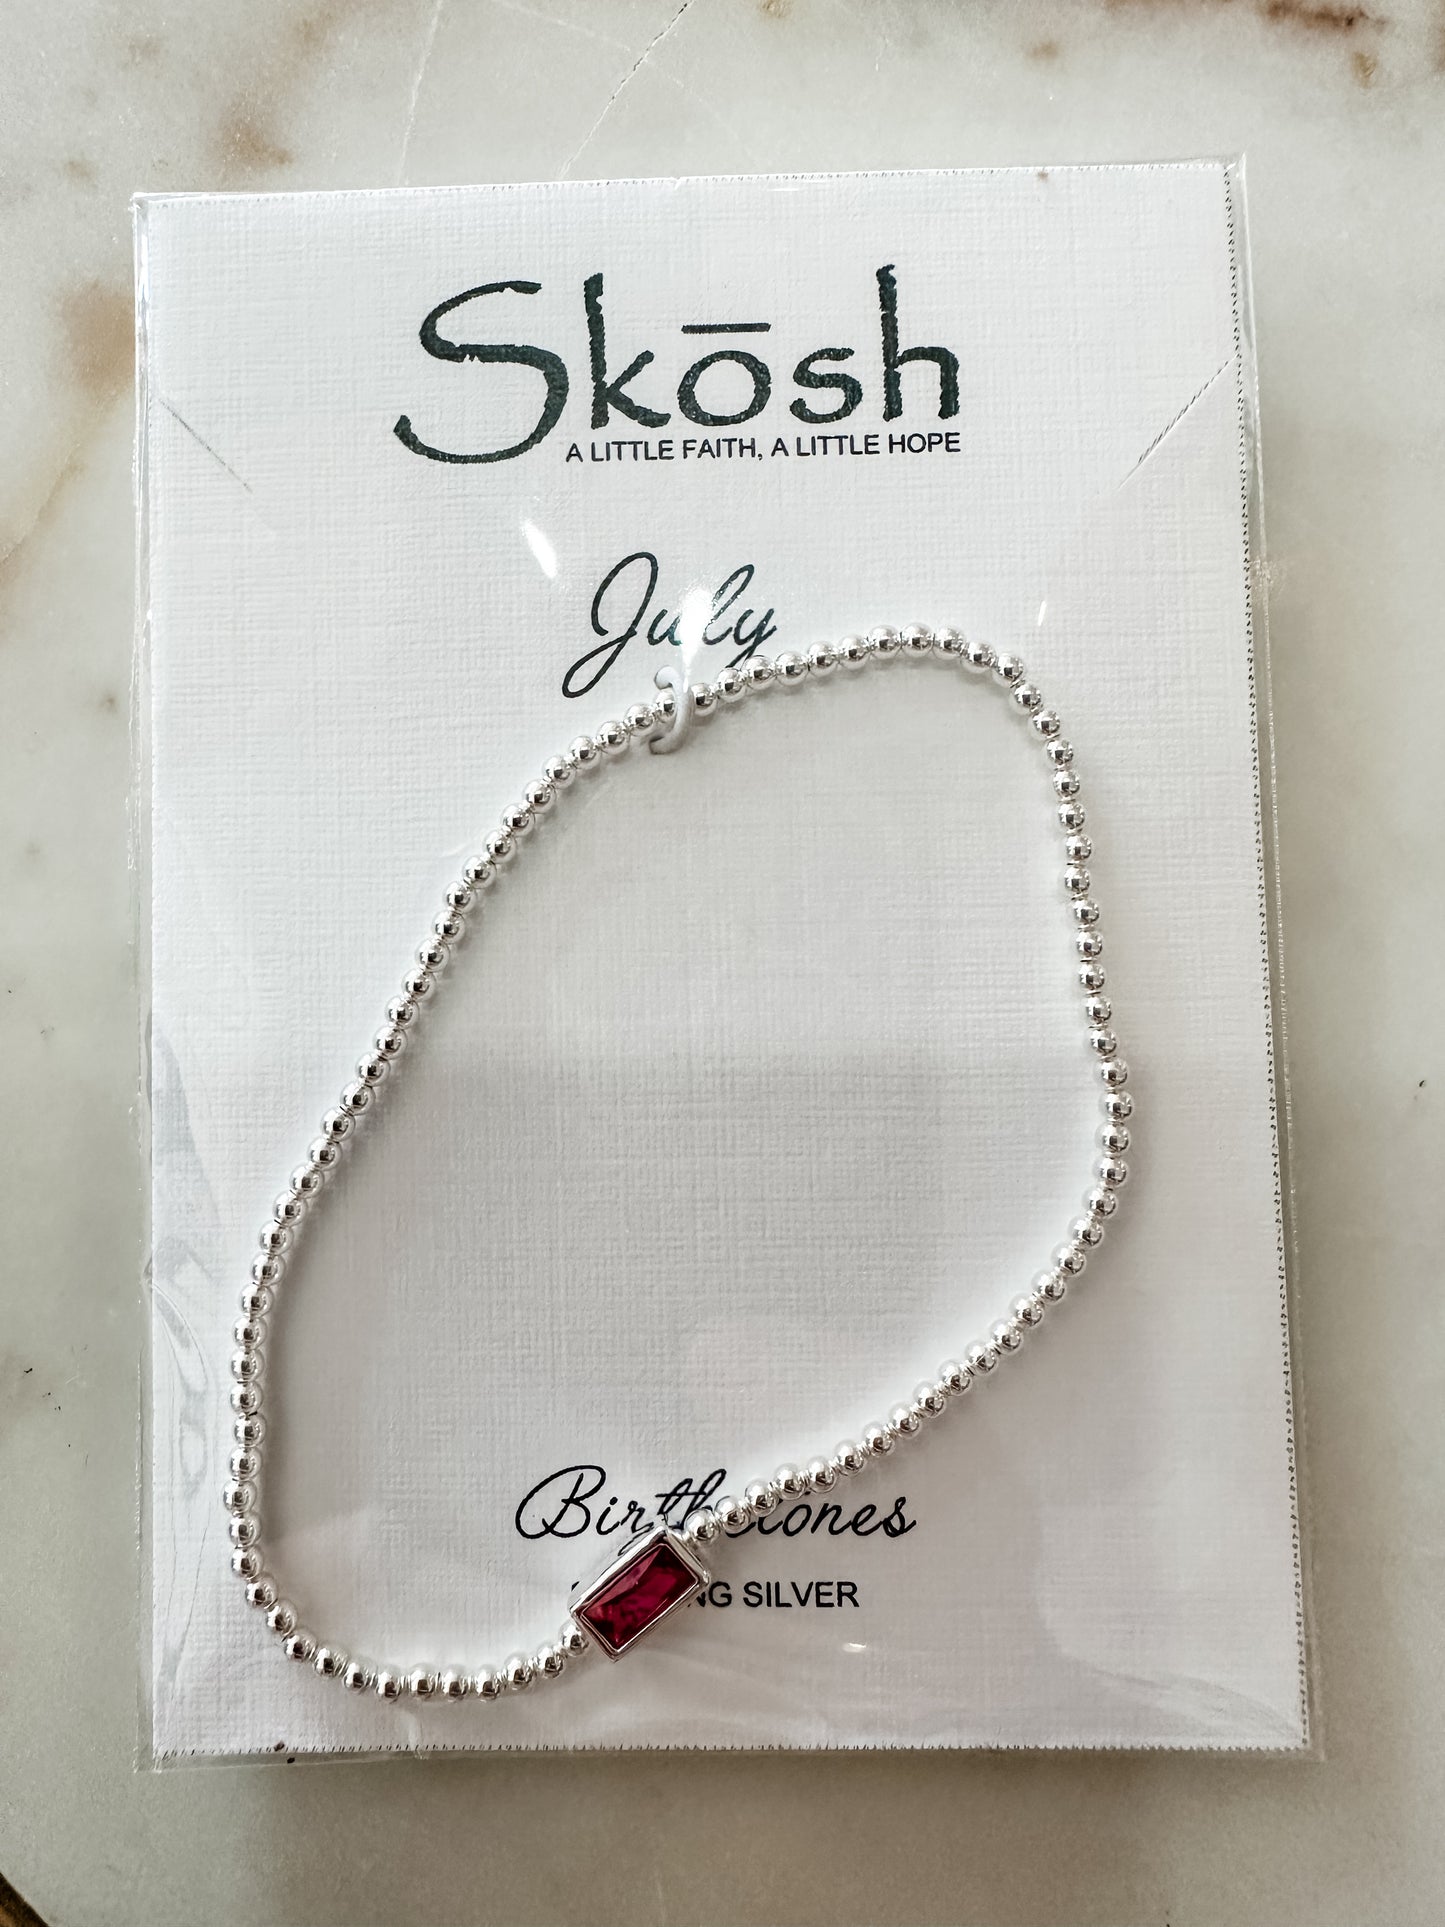 Skōsh
A LITTLE FAITH, A LITTLE HOPE
July
Birthstones
SILVER